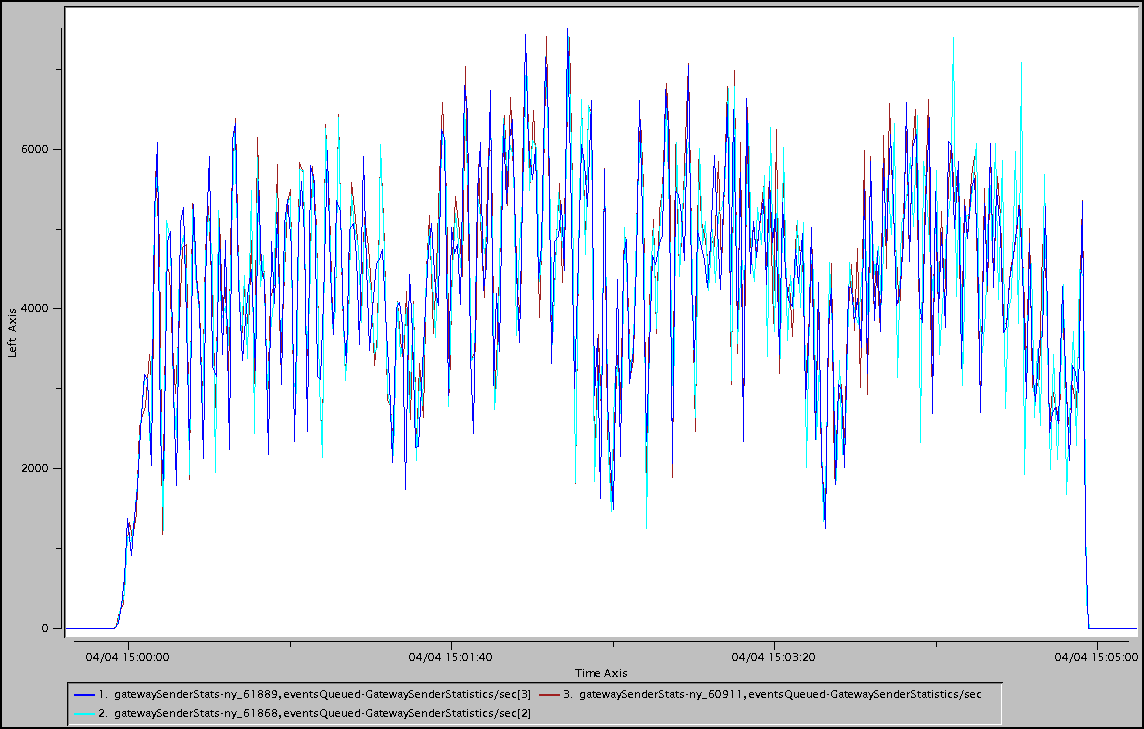 6000
4000
2000
0
Left Axis
04/04 15:00:00 04/04 15:01:40 04/04 15:03:20 04/04 15:05:00
Time Axis
1. gatewaySenderStats-ny_61889,eventsQueued-GatewaySenderStatistics/sec[3] 3. gatewaySenderStats-ny_60911,eventsQueued-GatewaySenderStatistics/sec
2. gatewaySenderStats-ny_61868,eventsQueued-GatewaySenderStatistics/sec[2]